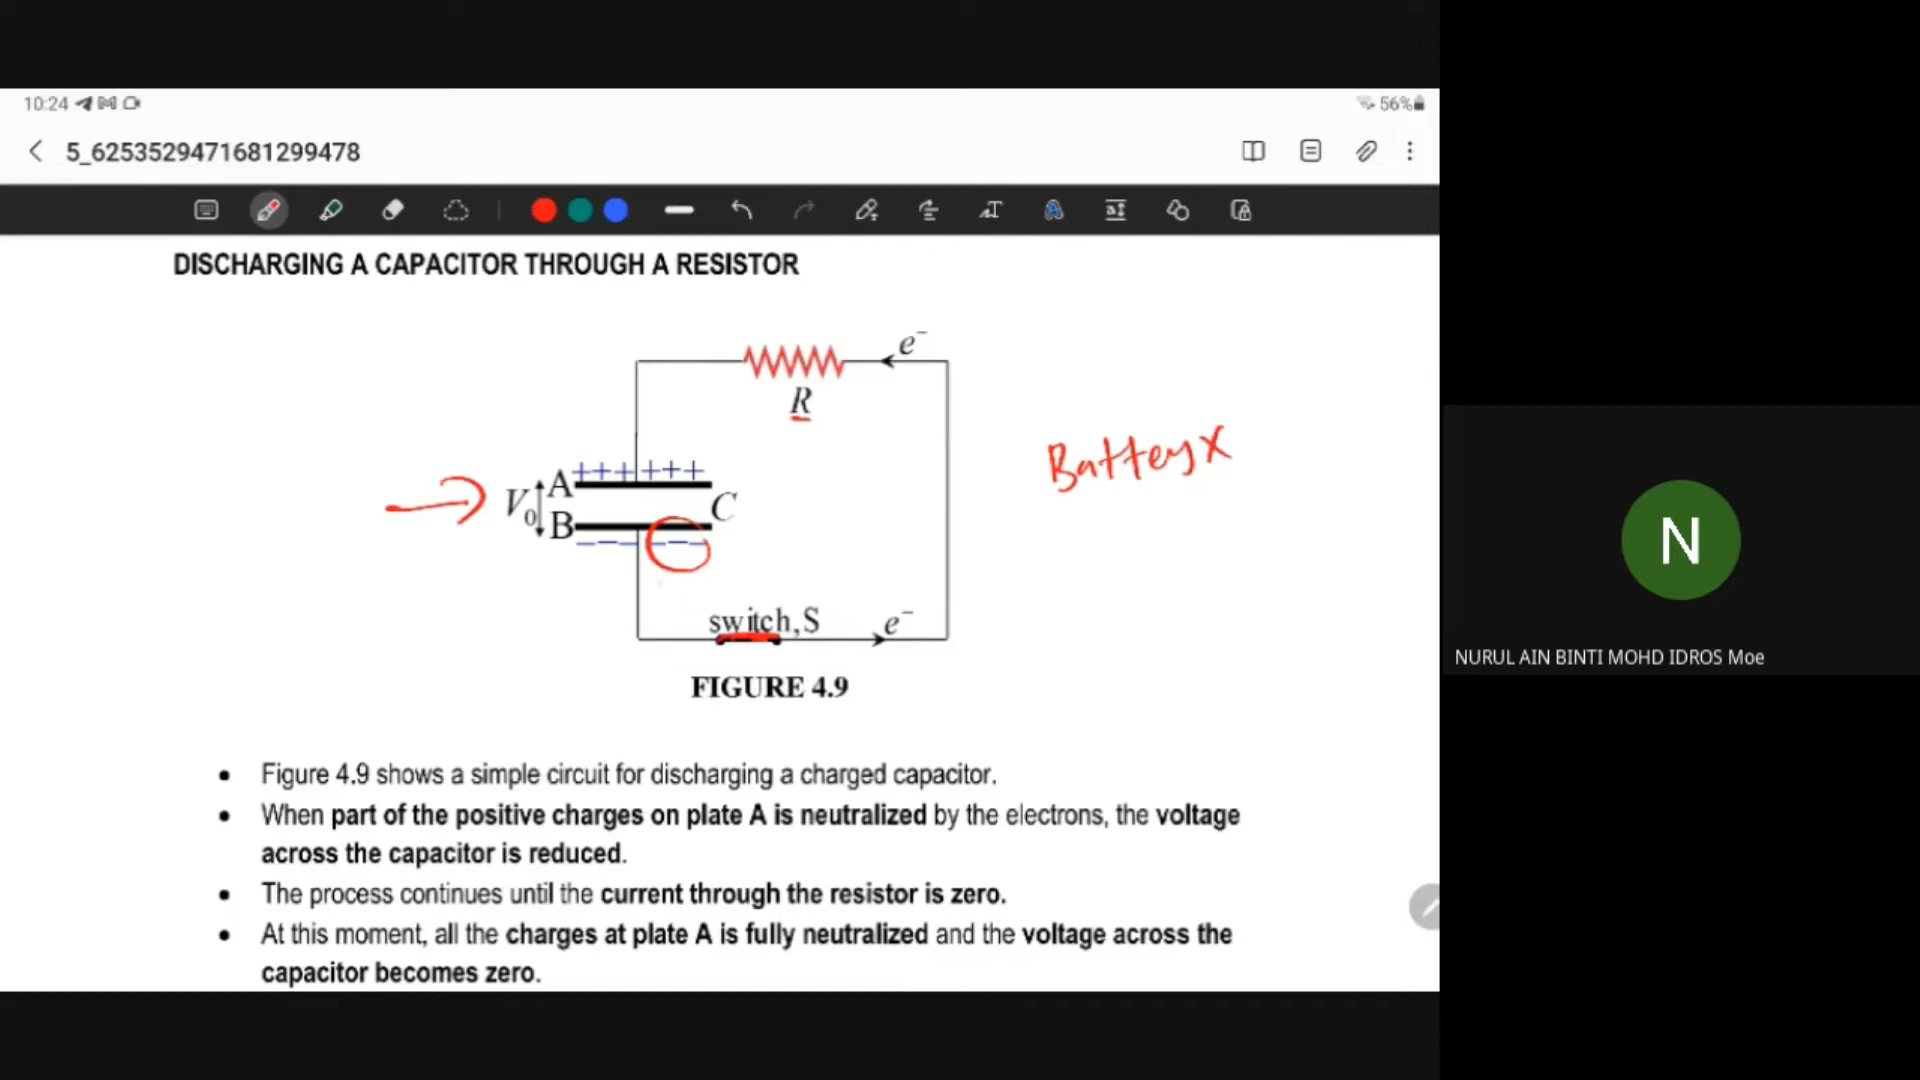 10:24
56%
5_6253529471681299478
DISCHARGING A CAPACITOR THROUGH A RESISTOR
e⁻
R
Battery X
+++ +++
A
V₀
C
B
switch, S
e⁻
FIGURE 4.9
• Figure 4.9 shows a simple circuit for discharging a charged capacitor.
• When part of the positive charges on plate A is neutralized by the electrons, the voltage
across the capacitor is reduced.
• The process continues until the current through the resistor is zero.
• At this moment, all the charges at plate A is fully neutralized and the voltage across the
capacitor becomes zero.
N
NURUL AIN BINTI MOHD IDROS Moe